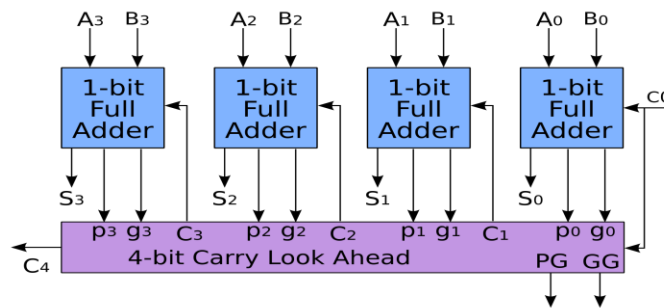 A3 B3 A2 B2 A1 B1 A0 B0
1-bit Full Adder
1-bit Full Adder
1-bit Full Adder
1-bit Full Adder
C0
S3 S2 S1 S0
p3 g3 C3 p2 g2 C2 p1 g1 C1 p0 g0
4-bit Carry Look Ahead PG GG
C4